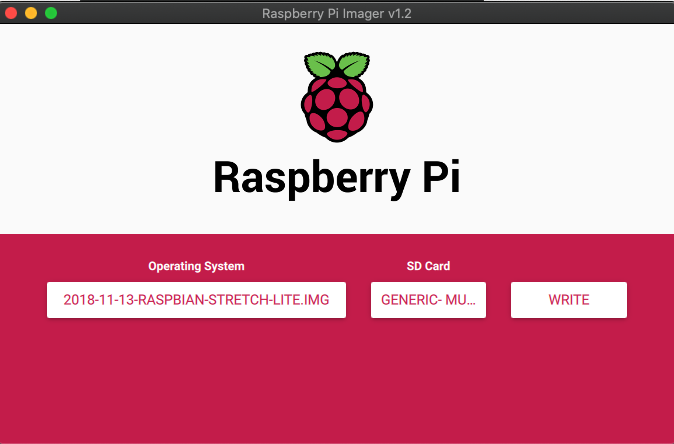 Raspberry Pi Imager v1.2
Raspberry Pi
Operating System
SD Card
2018-11-13-RASPBIAN-STRETCH-LITE.IMG
GENERIC- MU...
WRITE